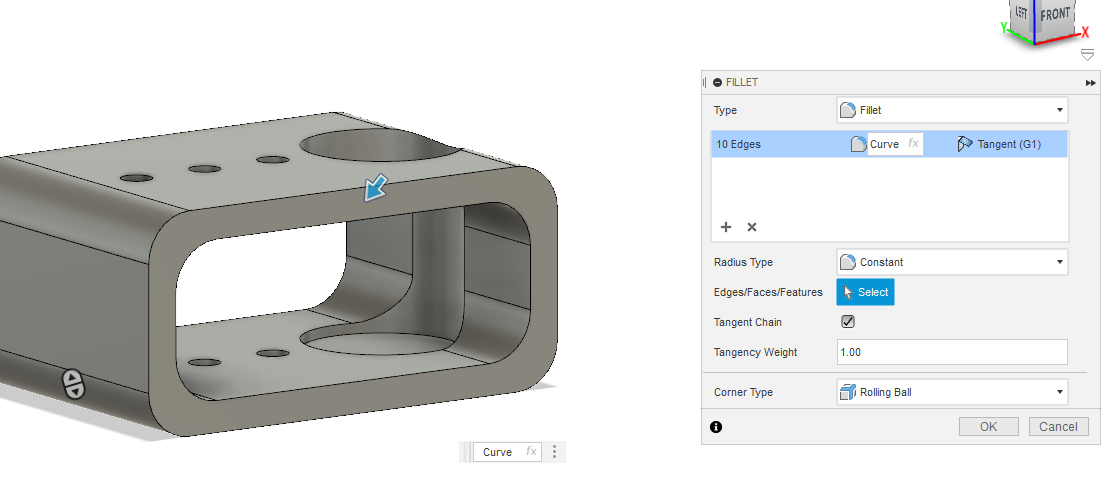 LEFT
FRONT
Y
X
FILLET
Type
Fillet
10 Edges
Curve
fx
Tangent (G1)
Radius Type
Constant
Edges/Faces/Features
Select
Tangent Chain
Tangency Weight
1.00
Corner Type
Rolling Ball
OK
Cancel
Curve
fx